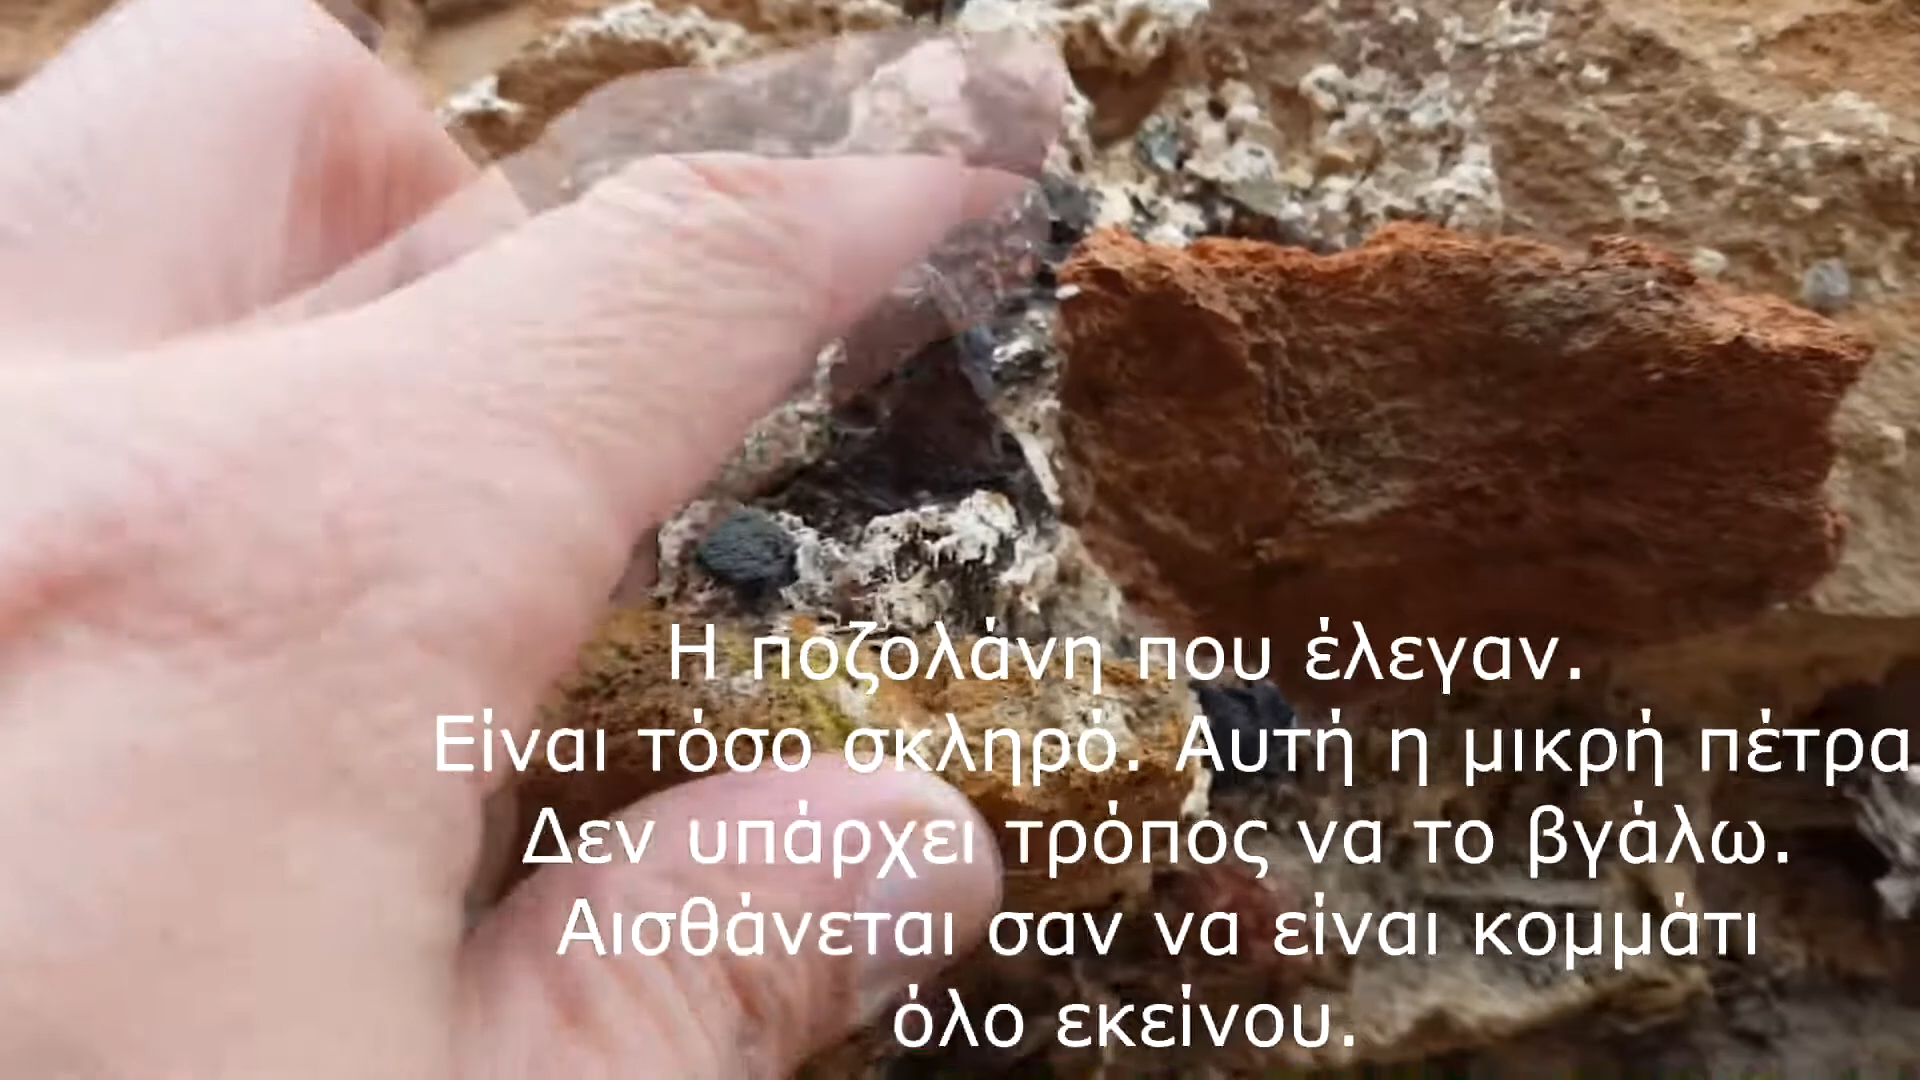 Η ποζολάνη που έλεγαν.
Είναι τόσο σκληρό. Αυτή η μικρή πέτρα
Δεν υπάρχει τρόπος να το βγάλω.
Αισθάνεται σαν να είναι κομμάτι
όλο εκείνου.